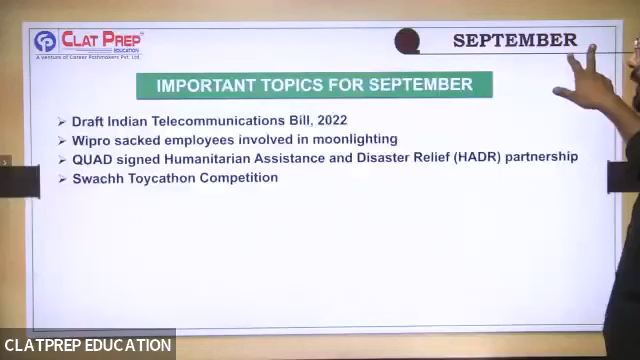 CP CLAT PREP
EDUCATION
A venture of Career Pathmakers Pvt. Ltd.
SEPTEMBER
IMPORTANT TOPICS FOR SEPTEMBER
Draft Indian Telecommunications Bill, 2022
Wipro sacked employees involved in moonlighting
QUAD signed Humanitarian Assistance and Disaster Relief (HADR) partnership
Swachh Toycathon Competition
CLATPREP EDUCATION